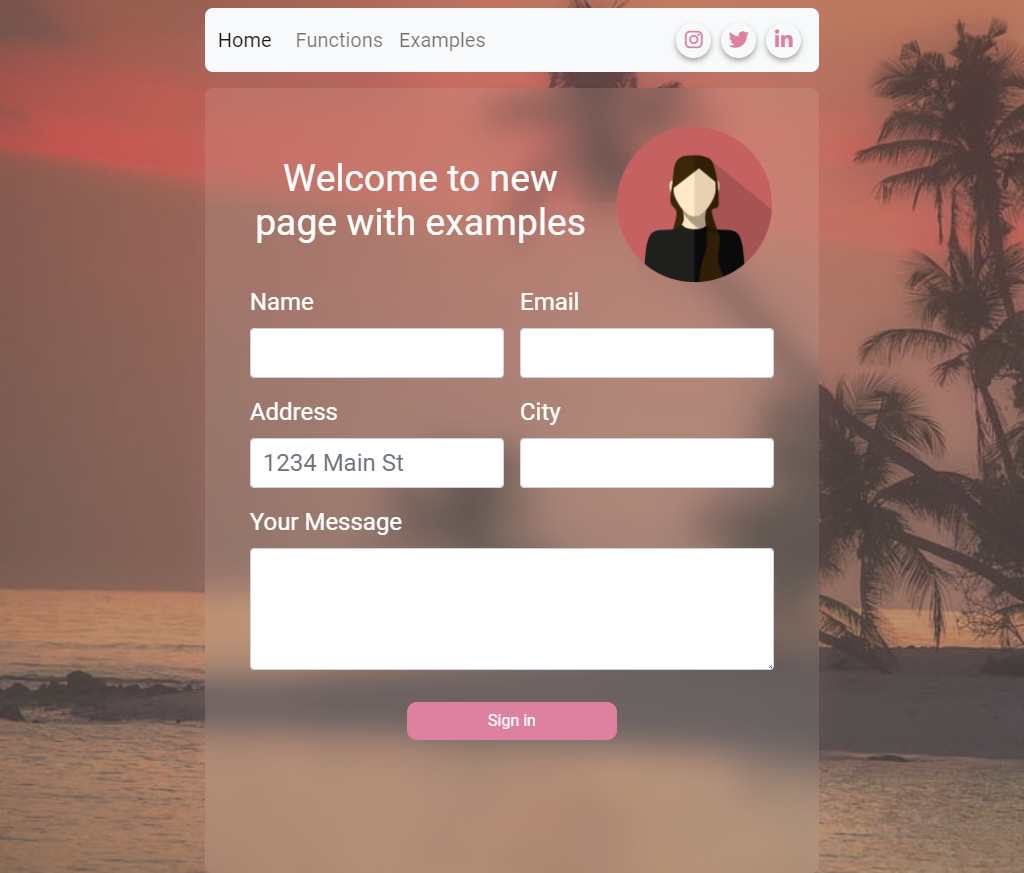 Home Functions Examples
Welcome to new
page with examples
Name Email
Address City
1234 Main St
Your Message
Sign in